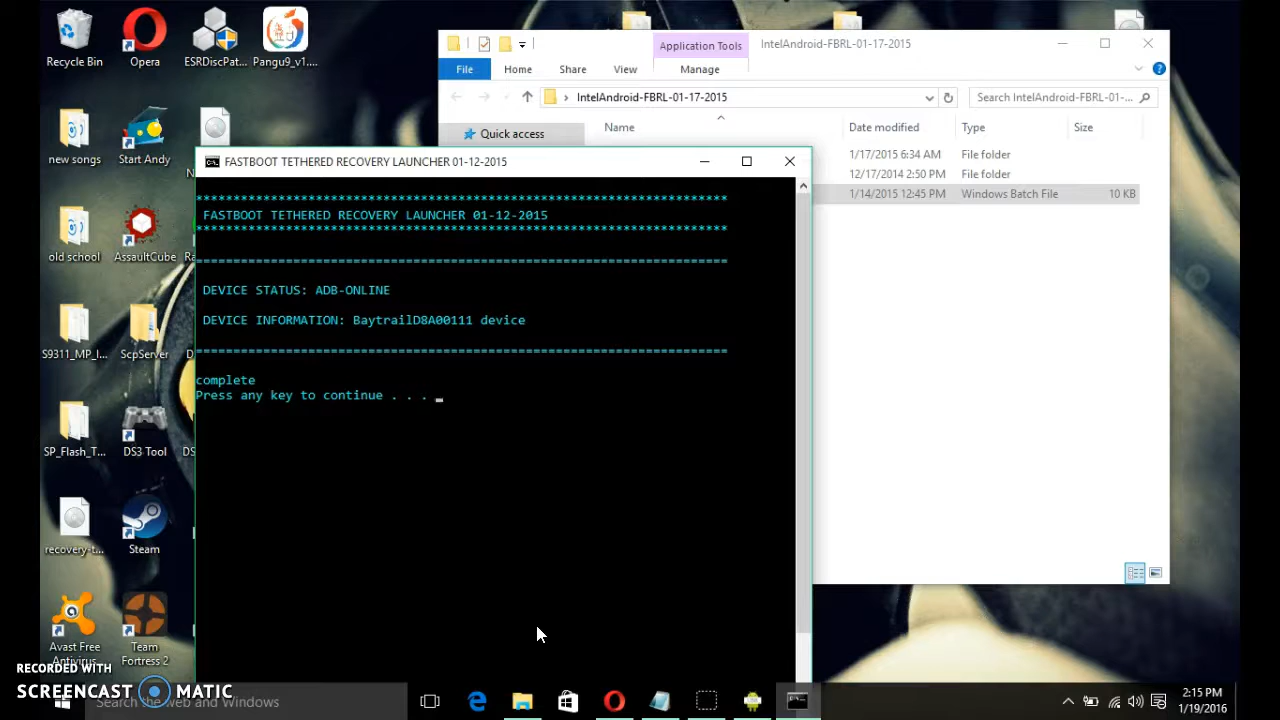 Recycle Bin
Opera
ESRDiscPat...
Pangu9_v1....
new songs
Start Andy
old school
AssaultCube
S9311_MP_I...
ScpServer
SP_Flash_T...
DS3 Tool
recovery-t...
Steam
Avast Free
Antivirus
Team
Fortress 2
Application Tools
IntelAndroid-FBRL-01-17-2015
File
Home
Share
View
Manage
IntelAndroid-FBRL-01-17-2015
Search IntelAndroid-FBRL-01-...
Quick access
Name
Date modified
Type
Size
1/17/2015 6:34 AM
File folder
12/17/2014 2:50 PM
File folder
1/14/2015 12:45 PM
Windows Batch File
10 KB
FASTBOOT TETHERED RECOVERY LAUNCHER 01-12-2015
***********************************************************************
FASTBOOT TETHERED RECOVERY LAUNCHER 01-12-2015
***********************************************************************
=======================================================================
DEVICE STATUS: ADB-ONLINE
DEVICE INFORMATION: BaytrailD8A00111 device
=======================================================================
complete
Press any key to continue . . . _
RECORDED WITH
SCREENCAST MATIC
Search the web and Windows
2:15 PM
1/19/2016